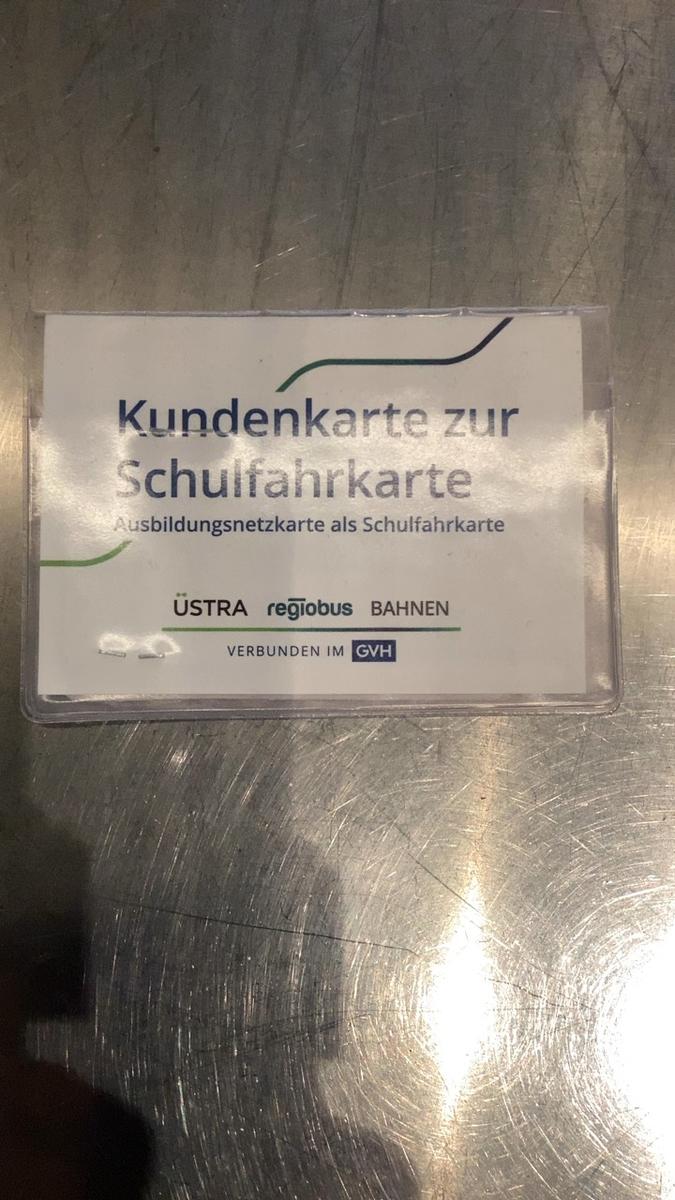 Kundenkarte zur
Schulfahrkarte
Ausbildungsnetzkarte als Schulfahrkarte
ÜSTRA regiobus BAHNEN
VERBUNDEN IM GVH